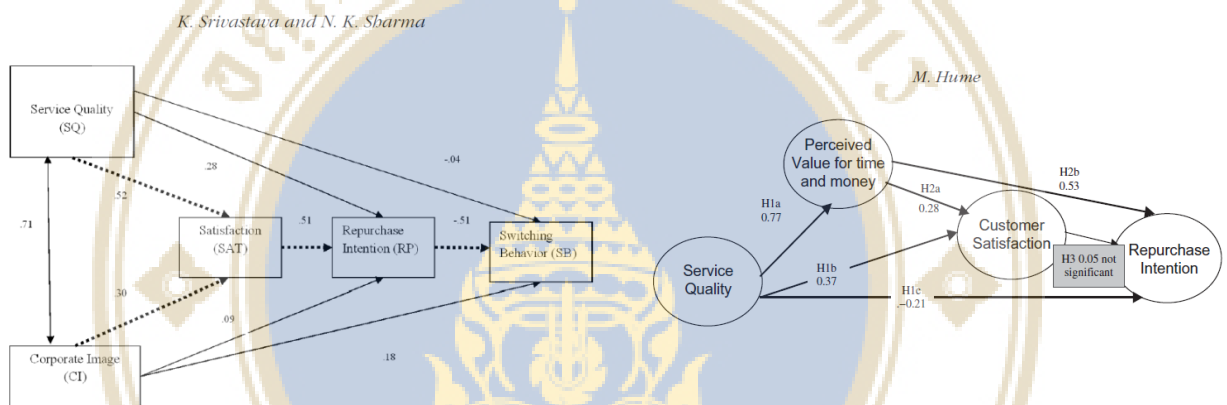 K. Srivastava and N. K. Sharma
Service Quality
(SQ)
-.04
.28
.52
.71
Satisfaction
(SAT)
.51
Repurchase
Intention (RP)
-.51
Switching
Behavior (SB)
.30
.09
.18
Corporate Image
(CI)
M. Hume
Perceived
Value for time
and money
H2b
0.53
H2a
0.28
H1a
0.77
Customer
Satisfaction
Service
Quality
H1b
0.37
H3 0.05 not
significant
Repurchase
Intention
H1c
.–0.21